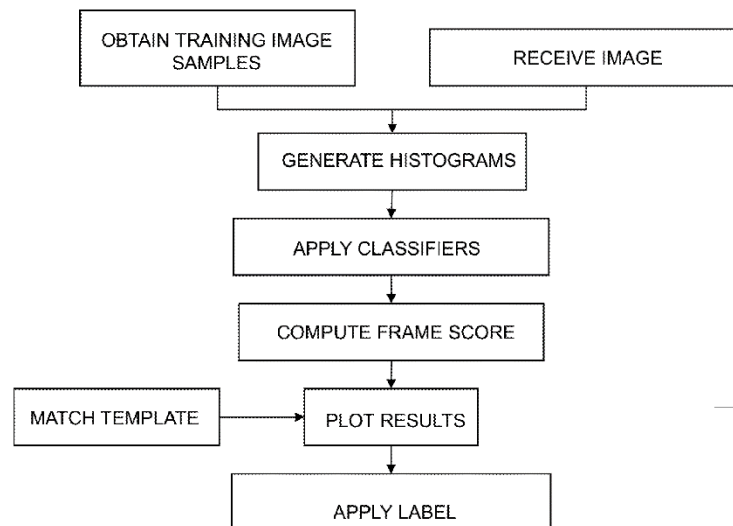 OBTAIN TRAINING IMAGE
SAMPLES
RECEIVE IMAGE
GENERATE HISTOGRAMS
APPLY CLASSIFIERS
COMPUTE FRAME SCORE
MATCH TEMPLATE
PLOT RESULTS
APPLY LABEL